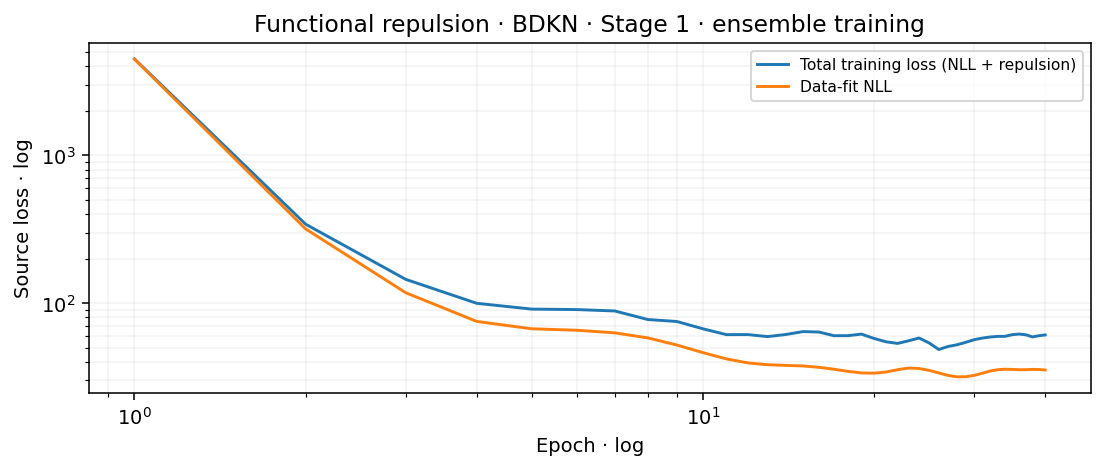 Functional repulsion · BDKN · Stage 1 · ensemble training
Total training loss (NLL + repulsion)
Data-fit NLL
Source loss · log
10³
10²
10⁰
10¹
Epoch · log